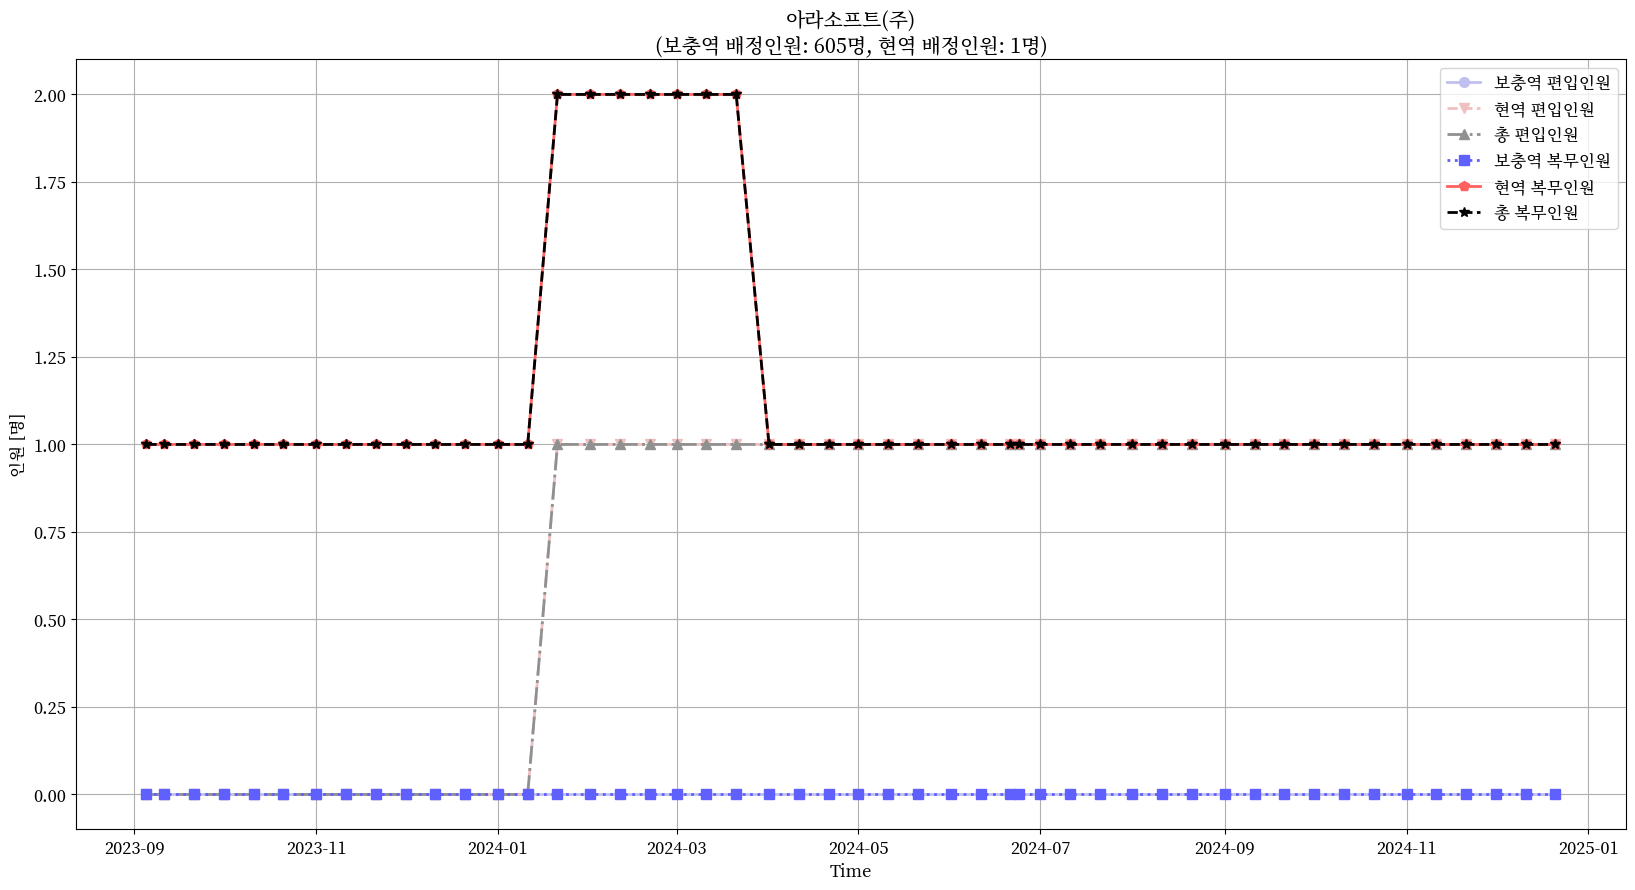 아라소프트(주)
(보충역 배정인원: 605명, 현역 배정인원: 1명)
보충역 편입인원
현역 편입인원
총 편입인원
보충역 복무인원
현역 복무인원
총 복무인원
인원 [명]
2.00
1.75
1.50
1.25
1.00
0.75
0.50
0.25
0.00
2023-09
2023-11
2024-01
2024-03
2024-05
2024-07
2024-09
2024-11
2025-01
Time